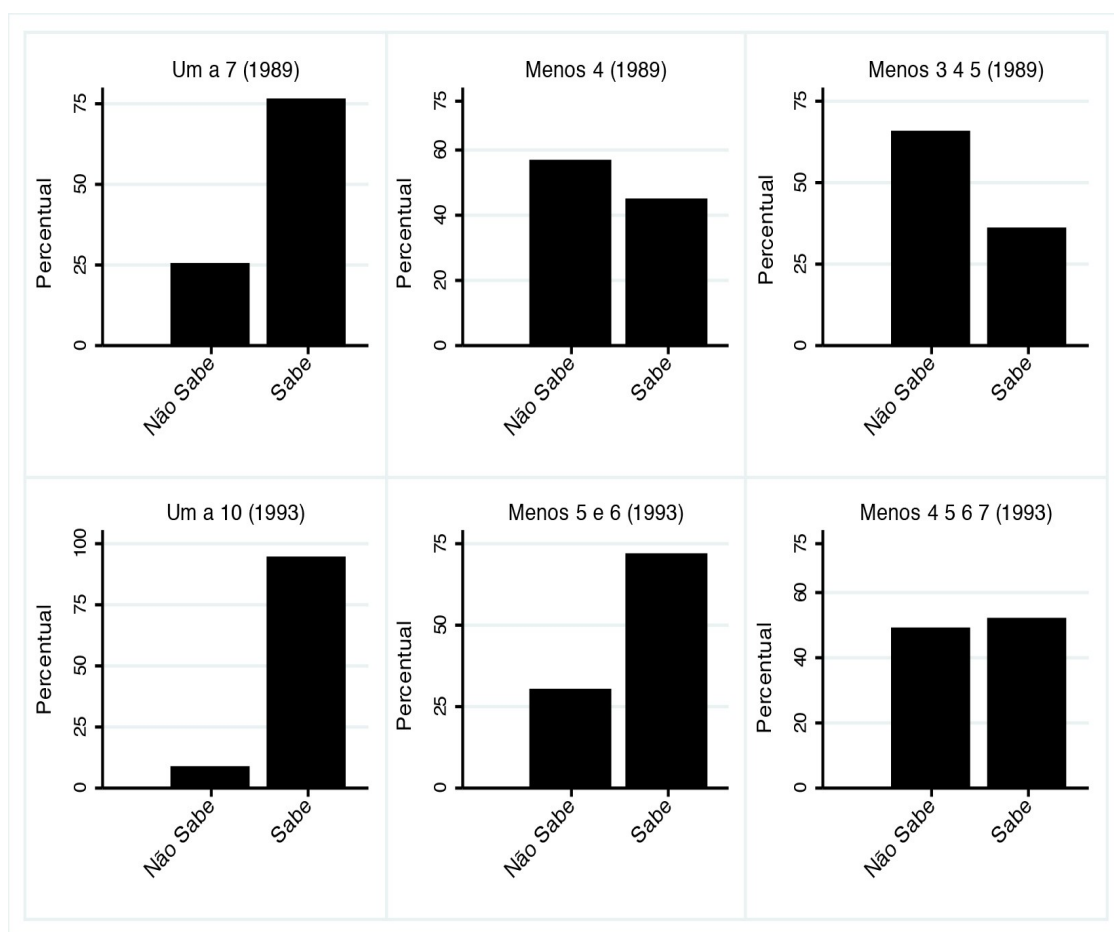 Um a 7 (1989)
Percentual
75
50
25
0
Não Sabe
Sabe
Menos 4 (1989)
Percentual
75
60
40
20
0
Não Sabe
Sabe
Menos 3 4 5 (1989)
Percentual
75
50
25
0
Não Sabe
Sabe
Um a 10 (1993)
Percentual
100
75
50
25
0
Não Sabe
Sabe
Menos 5 e 6 (1993)
Percentual
75
50
25
0
Não Sabe
Sabe
Menos 4 5 6 7 (1993)
Percentual
75
60
40
20
0
Não Sabe
Sabe